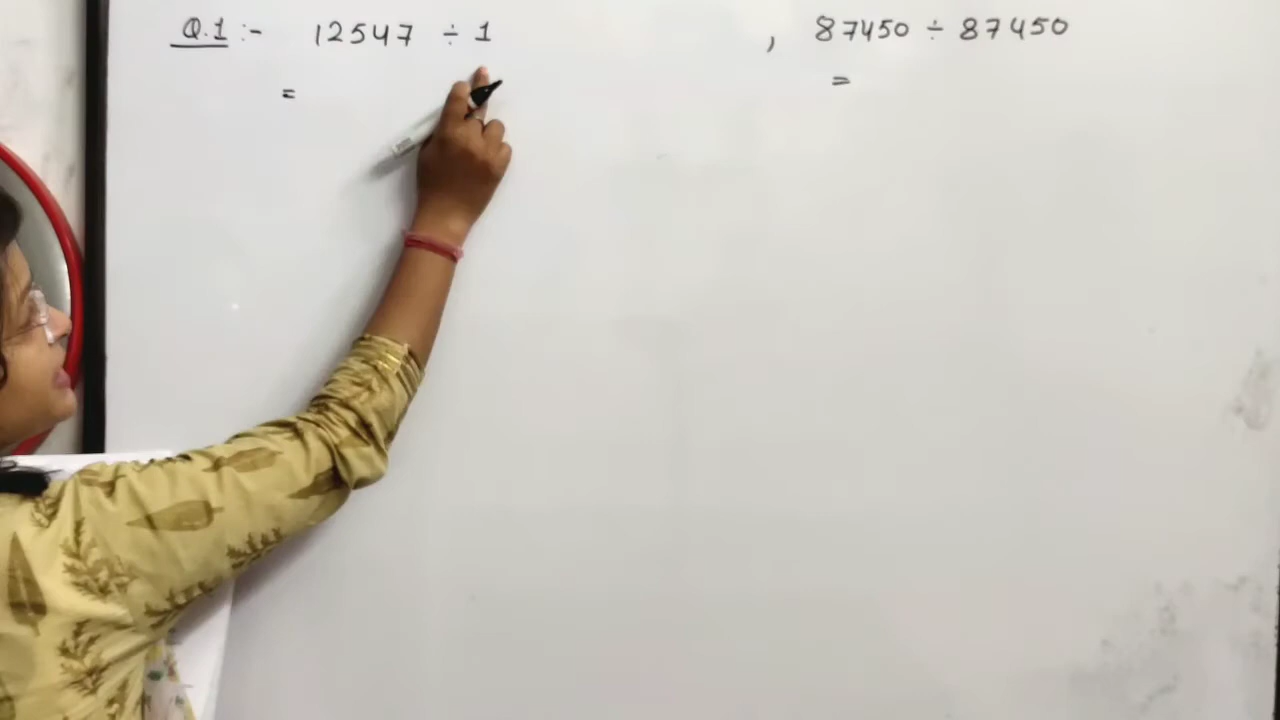 Q.1 :- 12547 ÷ 1 , 87450 ÷ 87450
= =